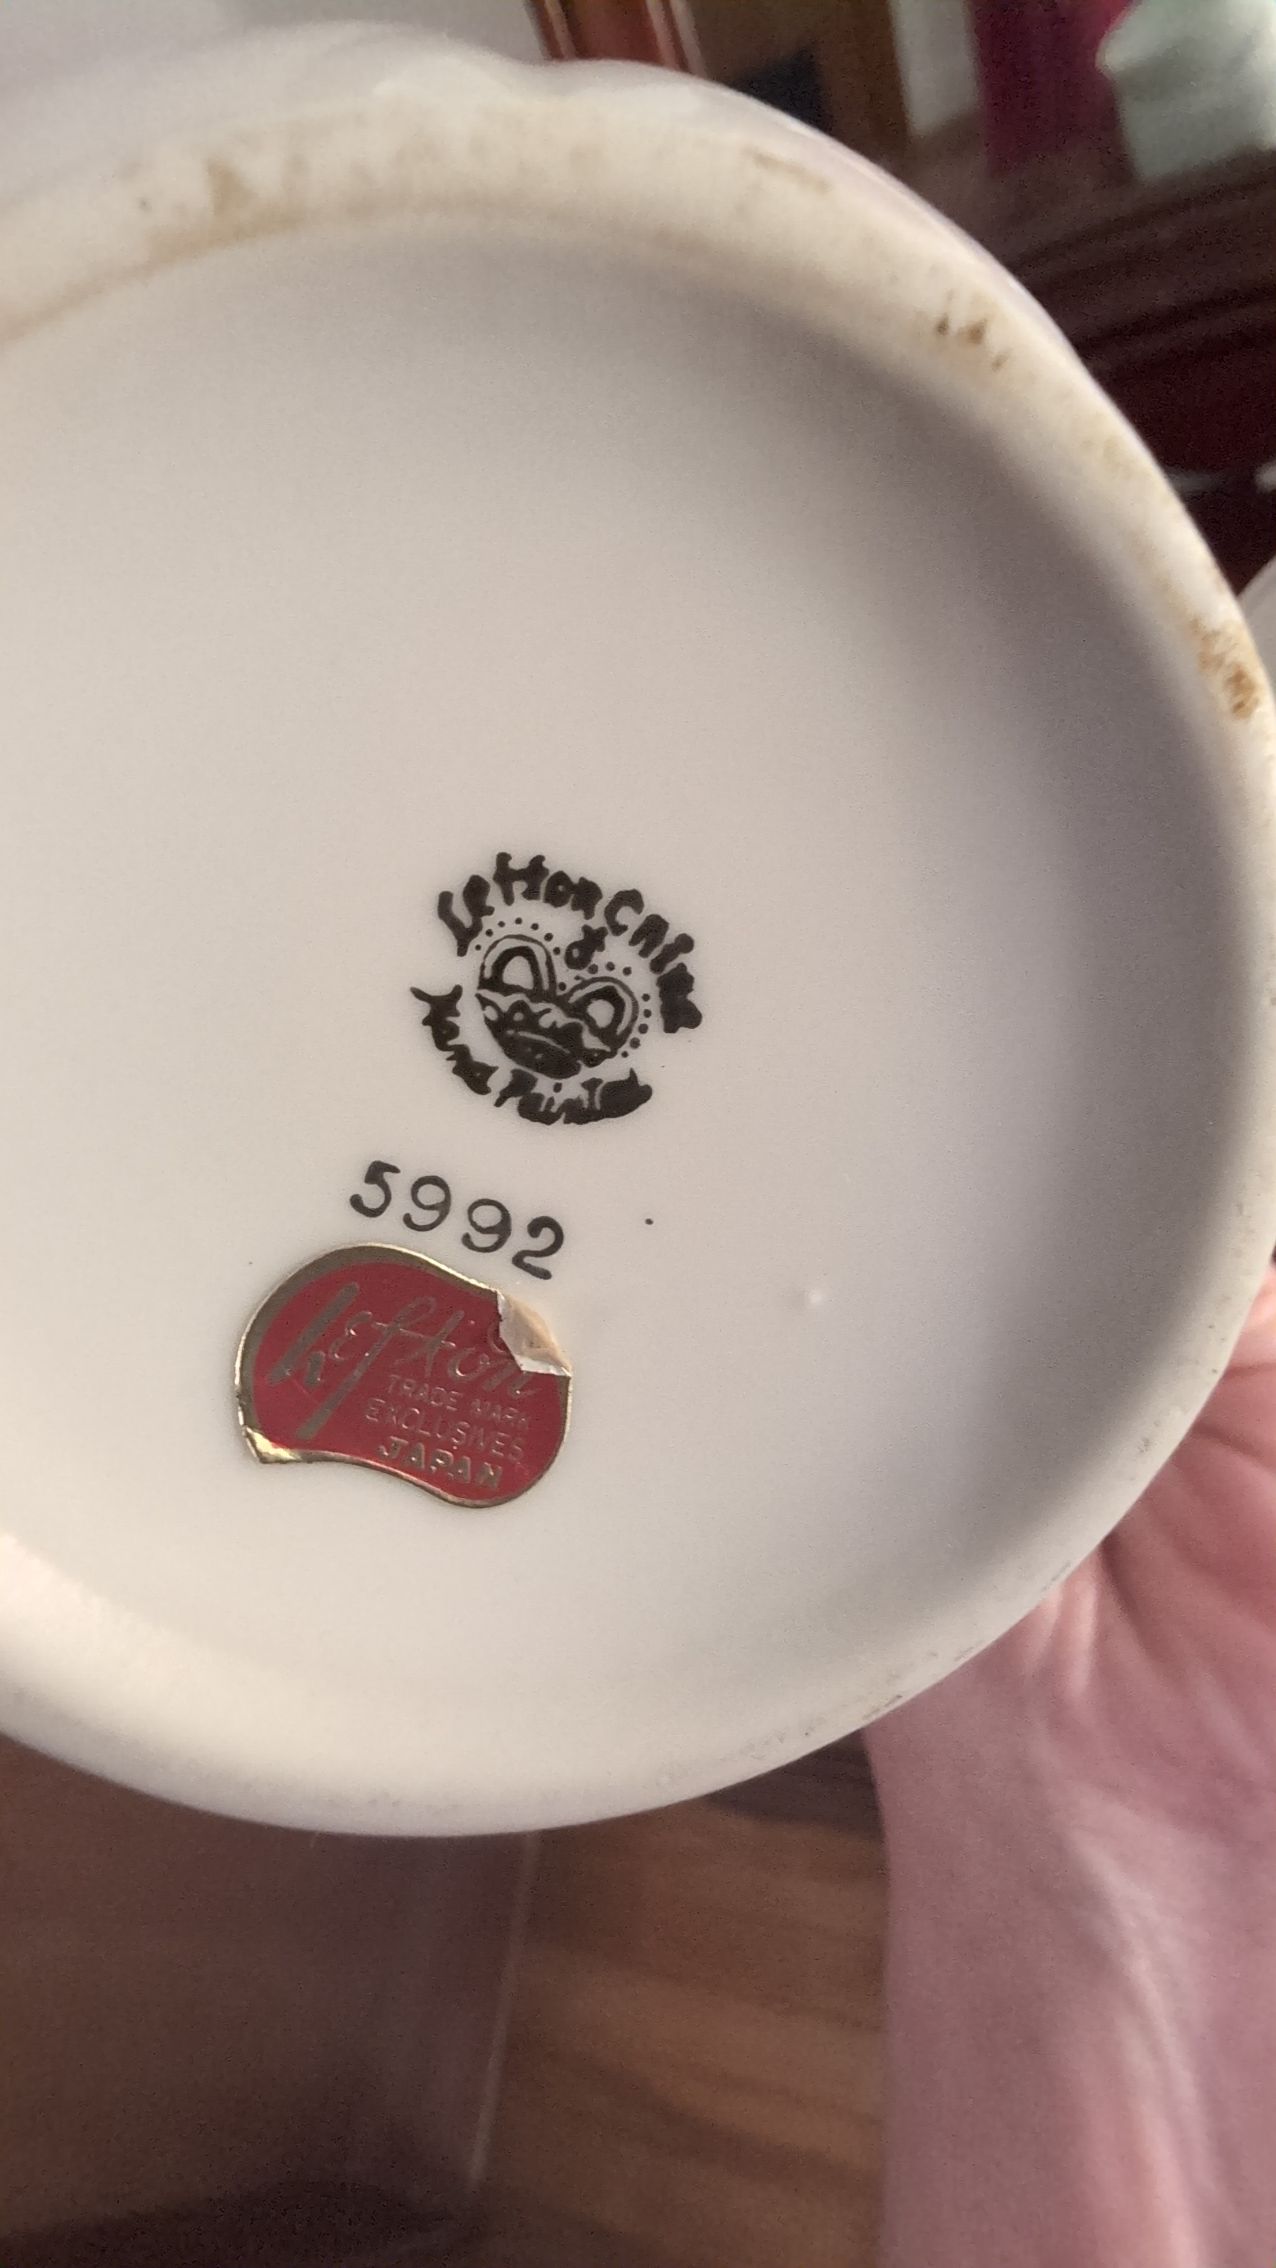 Lefton China
Hand Painted
5992
Lefton
TRADE MARK
EXCLUSIVES
JAPAN